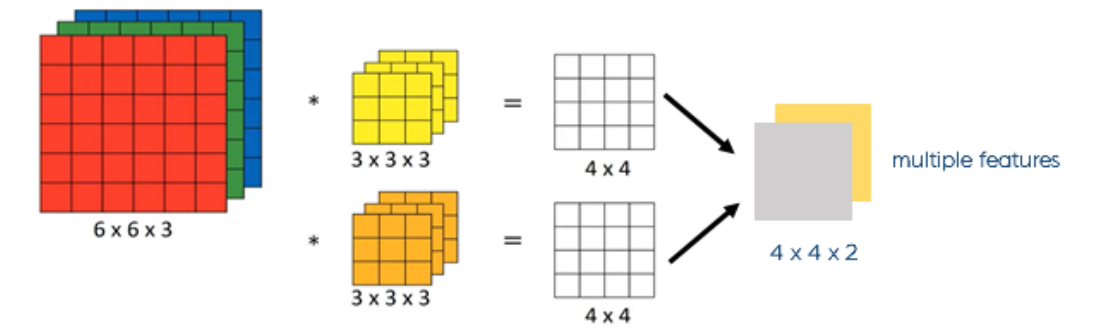 6 x 6 x 3
*
3 x 3 x 3
=
4 x 4
*
3 x 3 x 3
=
4 x 4
multiple features
4 x 4 x 2